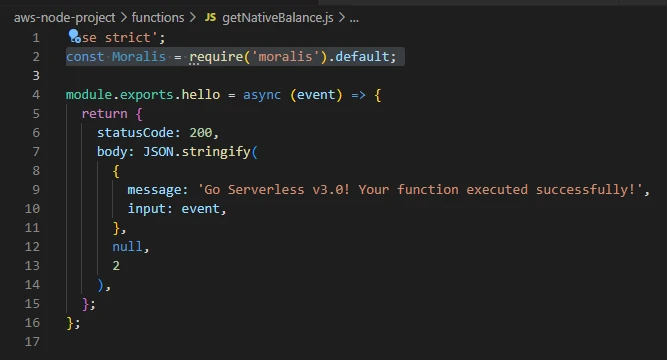 aws-node-project > functions > JS getNativeBalance.js > ...
1 se strict';
2 const Moralis = require('moralis').default;
3
4 module.exports.hello = async (event) => {
5 return {
6 statusCode: 200,
7 body: JSON.stringify(
8 {
9 message: 'Go Serverless v3.0! Your function executed successfully!',
10 input: event,
11 },
12 null,
13 2
14 ),
15 };
16 };
17